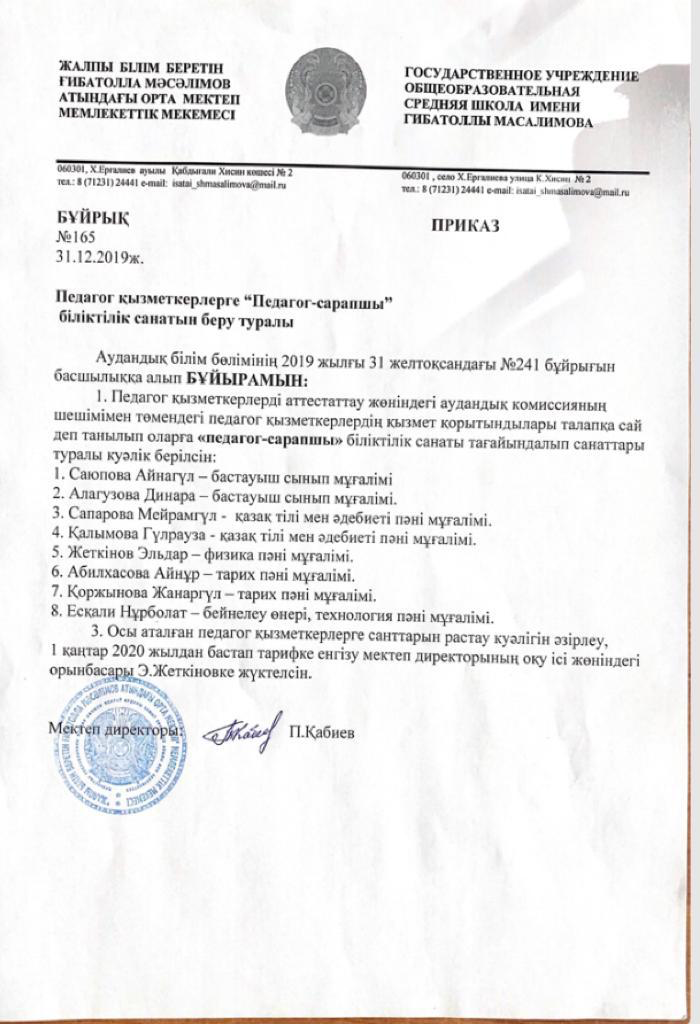 ЖАЛПЫ БІЛІМ БЕРЕТІН
ҒИБАТОЛЛА МӘСӘЛІМОВ
АТЫНДАҒЫ ОРТА МЕКТЕП
МЕМЛЕКЕТТІК МЕКЕМЕСІ
ГОСУДАРСТВЕННОЕ УЧРЕЖДЕНИЕ
ОБЩЕОБРАЗОВАТЕЛЬНАЯ
СРЕДНЯЯ ШКОЛА ИМЕНИ
ГИБАТОЛЛЫ МАСАЛИМОВА
060301, Х.Ергалиев ауылы Қабдығали Хисин көшесі № 2
тел.: 8 (71231) 24441 e-mail: isatai_shmasalimova@mail.ru
060301 , село Х.Ергалиева улица К.Хисин № 2
тел.: 8 (71231) 24441 e-mail: isatai_shmasalimova@mail.ru
БҰЙРЫҚ
№165
31.12.2019ж.
ПРИКАЗ
Педагог қызметкерлерге “Педагог-сарапшы”
біліктілік санатын беру туралы
Аудандық білім бөлімінің 2019 жылғы 31 желтоқсандағы №241 бұйрығын
басшылыққа алып БҰЙЫРАМЫН:
1. Педагог қызметкерлерді аттестаттау жөніндегі аудандық комиссияның
шешімімен төмендегі педагог қызметкерлердің қызмет қорытындылары талапқа сай
деп танылып оларға «педагог-сарапшы» біліктілік санаты тағайындалып санаттары
туралы куәлік берілсін:
1. Саюпова Айнагүл – бастауыш сынып мұғалімі
2. Алагузова Динара – бастауыш сынып мұғалімі.
3. Сапарова Мейрамгүл - қазақ тілі мен әдебиеті пәні мұғалімі.
4. Қалымова Гүлрауза - қазақ тілі мен әдебиеті пәні мұғалімі.
5. Жеткінов Эльдар – физика пәні мұғалімі.
6. Абилхасова Айнұр – тарих пәні мұғалімі.
7. Қоржынова Жанаргүл – тарих пәні мұғалімі.
8. Есқали Нұрболат – бейнелеу өнері, технология пәні мұғалімі.
3. Осы аталған педагог қызметкерлерге санттарын растау куәлігін әзірлеу,
1 қаңтар 2020 жылдан бастап тарифке енгізу мектеп директорының оқу ісі жөніндегі
орынбасары Э.Жеткіновке жүктелсін.
Мектеп директоры: П.Қабиев